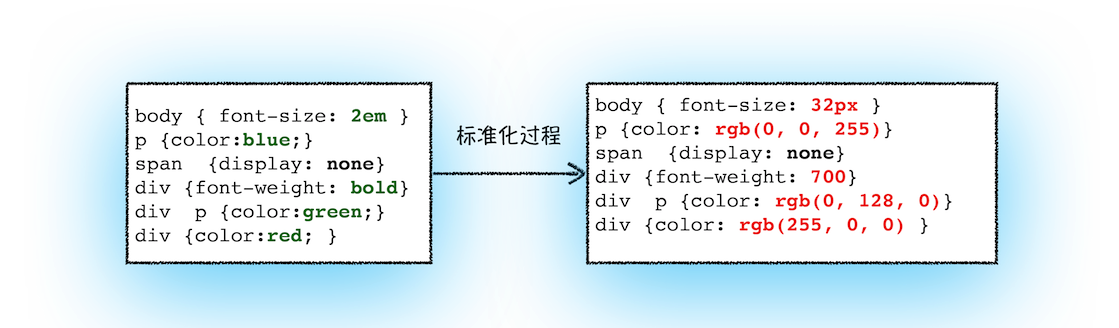 body { font-size: 2em }
p {color:blue;}
span  {display: none}
div {font-weight: bold}
div  p {color:green;}
div {color:red; }
标准化过程
body { font-size: 32px }
p {color: rgb(0, 0, 255)}
span  {display: none}
div {font-weight: 700}
div  p {color: rgb(0, 128, 0)}
div {color: rgb(255, 0, 0) }